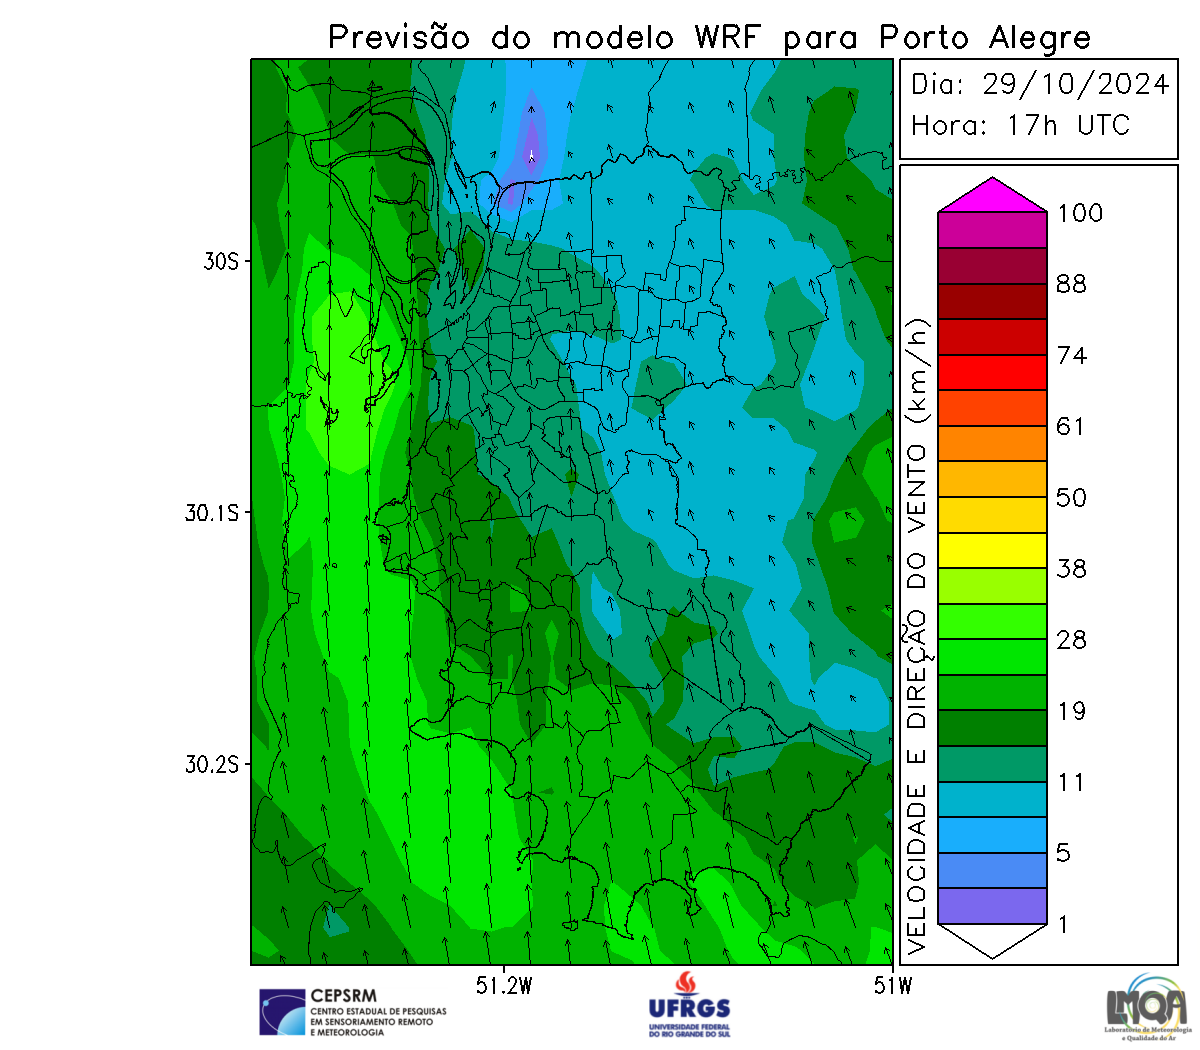 Previsão do modelo WRF para Porto Alegre
Dia: 29/10/2024
Hora: 17h UTC
30S
30.1S
30.2S
51.2W
51W
VELOCIDADE E DIREÇÃO DO VENTO (km/h)
100
88
74
61
50
38
28
19
11
5
1
CEPSRM
CENTRO ESTADUAL DE PESQUISAS
EM SENSORIAMENTO REMOTO
E METEOROLOGIA
UFRGS
UNIVERSIDADE FEDERAL
DO RIO GRANDE DO SUL
LMQA
Laboratório de Meteorologia
e Qualidade do Ar